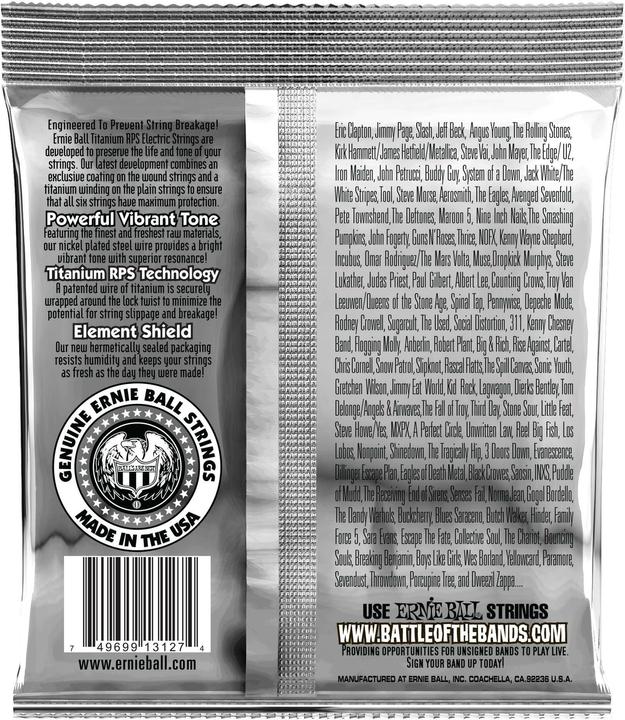 Engineered To Prevent String Breakage!
Ernie Ball Titanium RPS Electric Strings are
developed to preserve the life and tone of your
strings. Our latest development combines an
exclusive coating on the wound strings and a
titanium winding on the plain strings to ensure
that all six strings have maximum protection.
Powerful Vibrant Tone
Featuring the finest and freshest raw materials,
our nickel plated steel wire provides a bright
vibrant tone with superior resonance!
Titanium RPS Technology
A patented wire of titanium is securely
wrapped around the lock twist to minimize the
potential for string slippage and breakage!
Element Shield
Our new hermetically sealed packaging
resists humidity and keeps your strings
as fresh as the day they were made!
GENUINE ERNIE BALL STRINGS
BALLS ARE BEST
MADE IN THE USA
7 49699 13127 4
www.ernieball.com
Eric Clapton, Jimmy Page, Slash, Jeff Beck, Angus Young, The Rolling Stones,
Kirk Hammett/James Hetfield/Metallica, Steve Vai, John Mayer, The Edge/ U2,
Iron Maiden, John Petrucci, Buddy Guy, System of a Down, Jack White/The
White Stripes, Tool, Steve Morse, Aerosmith, The Eagles, Avenged Sevenfold,
Pete Townshend, The Deftones, Maroon 5, Nine Inch Nails, The Smashing
Pumpkins, John Fogerty, Guns N' Roses, Thrice, NOFX, Kenny Wayne Shepherd,
Incubus, Omar Rodriguez/The Mars Volta, Muse, Dropkick Murphys, Steve
Lukather, Judas Priest, Paul Gilbert, Albert Lee, Counting Crows, Troy Van
Leeuwen/Queens of the Stone Age, Spinal Tap, Pennywise, Depeche Mode,
Rodney Crowell, Sugarcult, The Used, Social Distortion, 311, Kenny Chesney
Band, Flogging Molly, Anberlin, Robert Plant, Big & Rich, Rise Against, Cartel,
Chris Cornell, Snow Patrol, Slipknot, Rascal Flatts, The Spill Canvas, Sonic Youth,
Gretchen Wilson, Jimmy Eat World, Kid Rock, Lagwagon, Dierks Bentley, Tom
Delonge/Angels & Airwaves, The Fall of Troy, Third Day, Stone Sour, Little Feat,
Steve Howe/Yes, MXPX, A Perfect Circle, Unwritten Law, Reel Big Fish, Los
Lobos, Nonpoint, Shinedown, The Tragically Hip, 3 Doors Down, Evanescence,
Dillinger Escape Plan, Eagles of Death Metal, Black Crowes, Saosin, INXS, Puddle
of Mudd, The Receiving End of Sirens, Senses Fail, Norma Jean, Gogol Bordello,
The Dandy Warhols, Buckcherry, Blues Saraceno, Butch Walker, Hinder, Family
Force 5, Sara Evans, Escape The Fate, Collective Soul, The Chariot, Bouncing
Souls, Breaking Benjamin, Boys Like Girls, Wes Borland, Yellowcard, Paramore,
Sevendust, Throwdown, Porcupine Tree, and Dweezil Zappa....
USE ERNIE BALL STRINGS
WWW.BATTLEOFTHEBANDS.COM
PROVIDING OPPORTUNITIES FOR UNSIGNED BANDS TO PLAY LIVE.
SIGN YOUR BAND UP TODAY!
MANUFACTURED AT ERNIE BALL, INC. COACHELLA, CA. 92236 U.S.A.